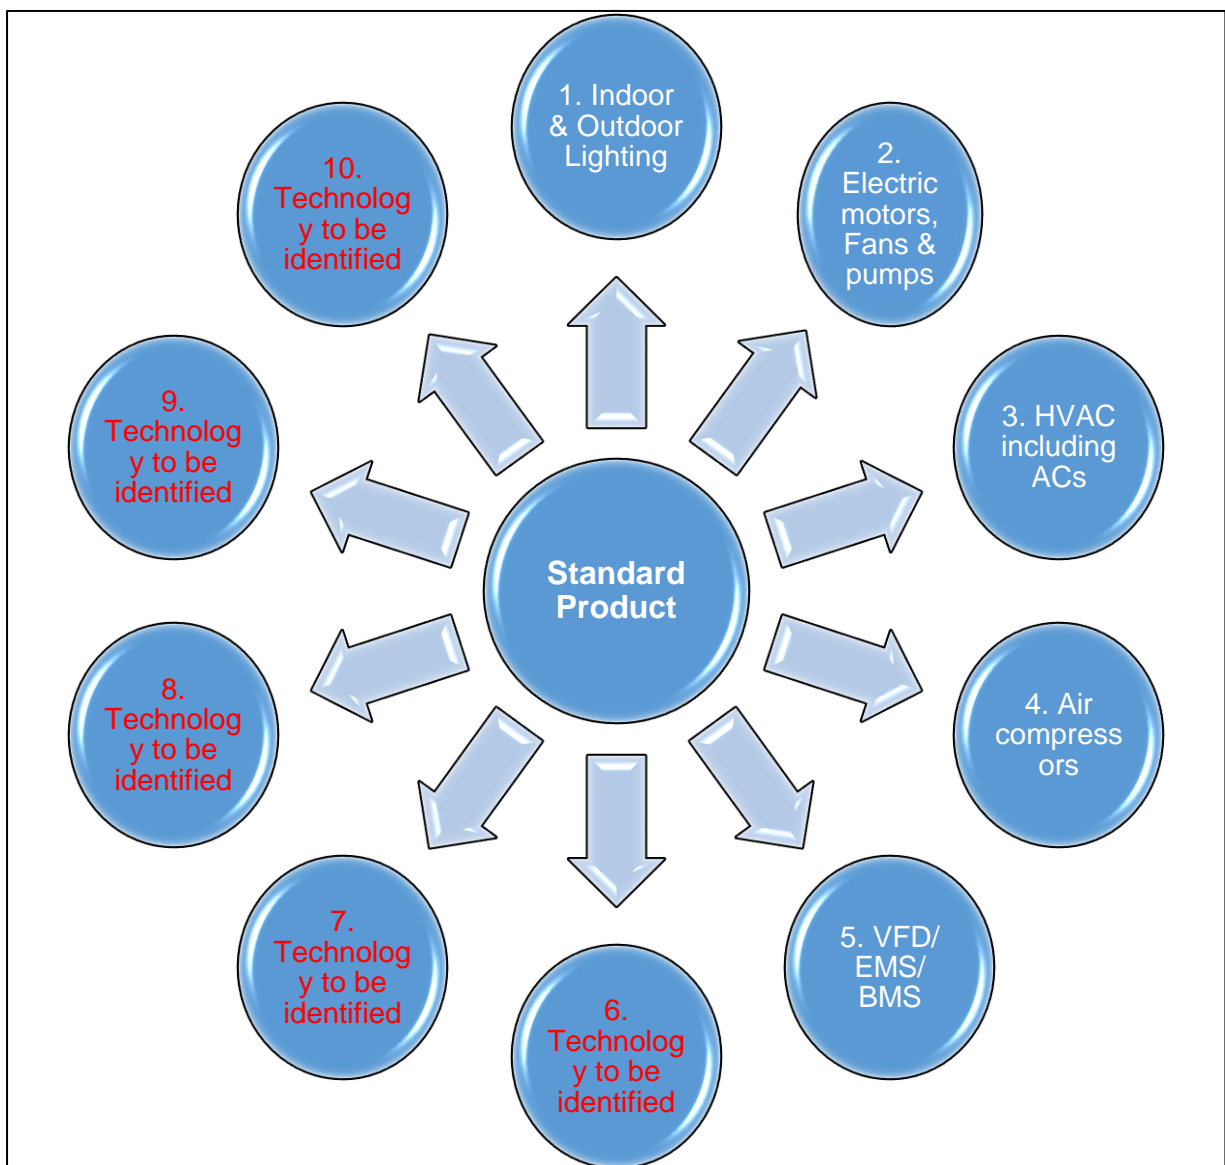 1. Indoor
& Outdoor
Lighting
2.
Electric
motors,
Fans &
pumps
3. HVAC
including
ACs
4. Air
compress
ors
5. VFD/
EMS/
BMS
6.
Technolog
y to be
identified
7.
Technolog
y to be
identified
8.
Technolog
y to be
identified
9.
Technolog
y to be
identified
10.
Technolog
y to be
identified
Standard
Product